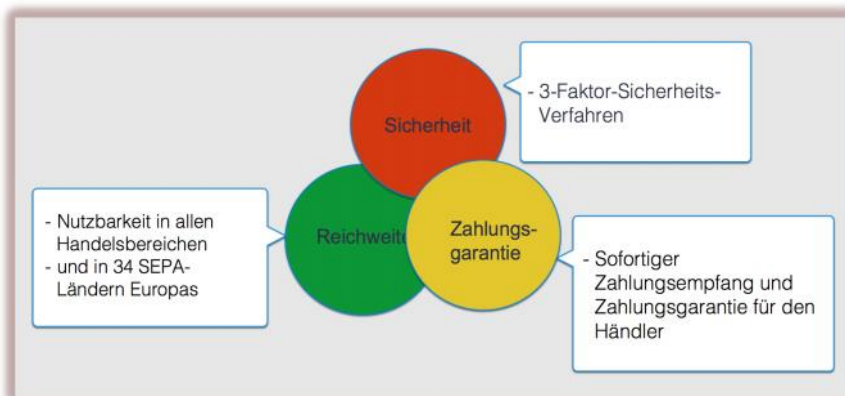 Sicherheit
- 3-Faktor-Sicherheits-
Verfahren
- Nutzbarkeit in allen
Handelsbereichen
- und in 34 SEPA-
Ländern Europas
Reichweite
Zahlungs-
garantie
- Sofortiger
Zahlungsempfang und
Zahlungsgarantie für den
Händler